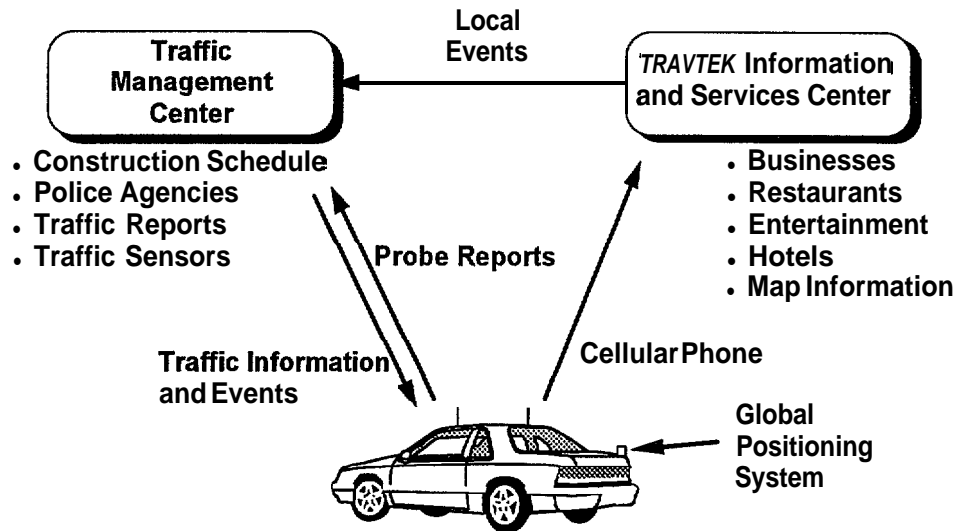 Traffic
Management
Center
Local
Events
TRAVTEK Information
and Services Center
• Construction Schedule
• Police Agencies
• Traffic Reports
• Traffic Sensors
• Businesses
• Restaurants
• Entertainment
• Hotels
• Map Information
Probe Reports
Traffic Information
and Events
Cellular Phone
Global
Positioning
System